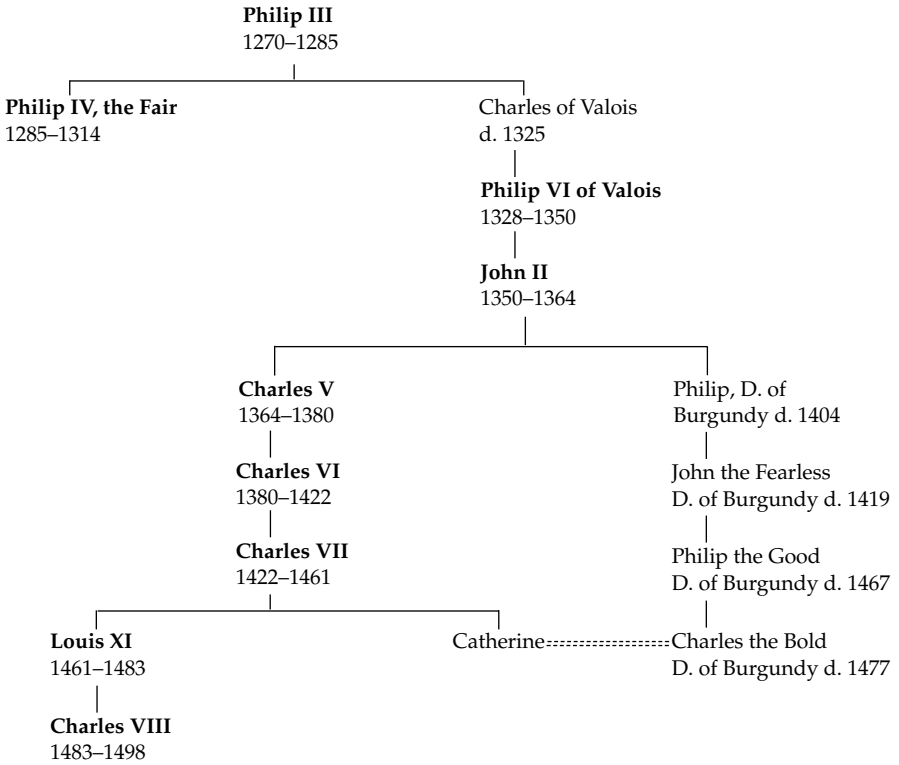 Philip III
1270–1285
Philip IV, the Fair
1285–1314
Charles of Valois
d. 1325
Philip VI of Valois
1328–1350
John II
1350–1364
Charles V
1364–1380
Philip, D. of
Burgundy d. 1404
Charles VI
1380–1422
John the Fearless
D. of Burgundy d. 1419
Charles VII
1422–1461
Philip the Good
D. of Burgundy d. 1467
Louis XI
1461–1483
Catherine
Charles the Bold
D. of Burgundy d. 1477
Charles VIII
1483–1498